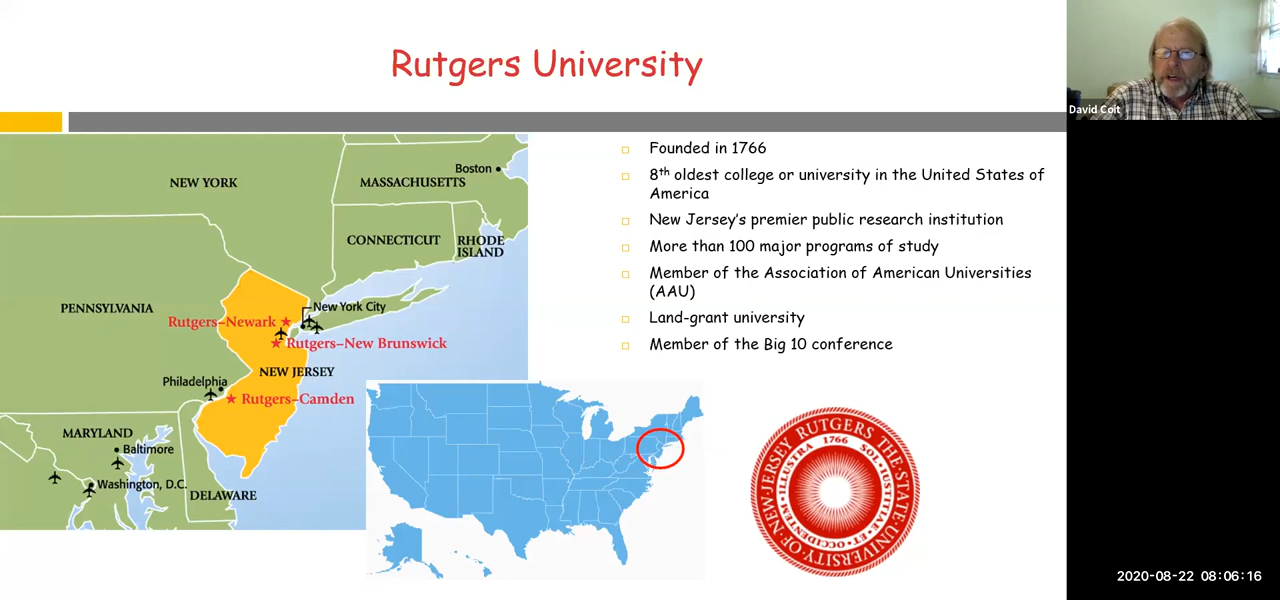 Rutgers University
David Coit
Founded in 1766
8th oldest college or university in the United States of
America
New Jersey's premier public research institution
More than 100 major programs of study
Member of the Association of American Universities
(AAU)
Land-grant university
Member of the Big 10 conference
Boston
NEW YORK
MASSACHUSETTS
CONNECTICUT
RHODE
ISLAND
PENNSYLVANIA
New York City
Rutgers–Newark
Rutgers–New Brunswick
NEW JERSEY
Philadelphia
Rutgers–Camden
MARYLAND
Baltimore
Washington, D.C.
DELAWARE
RUTGERS THE STATE UNIVERSITY OF NEW JERSEY
1766
SOL IUSTITIAE ET OCCIDENTEM ILLUSTRA
2020-08-22 08:06:16